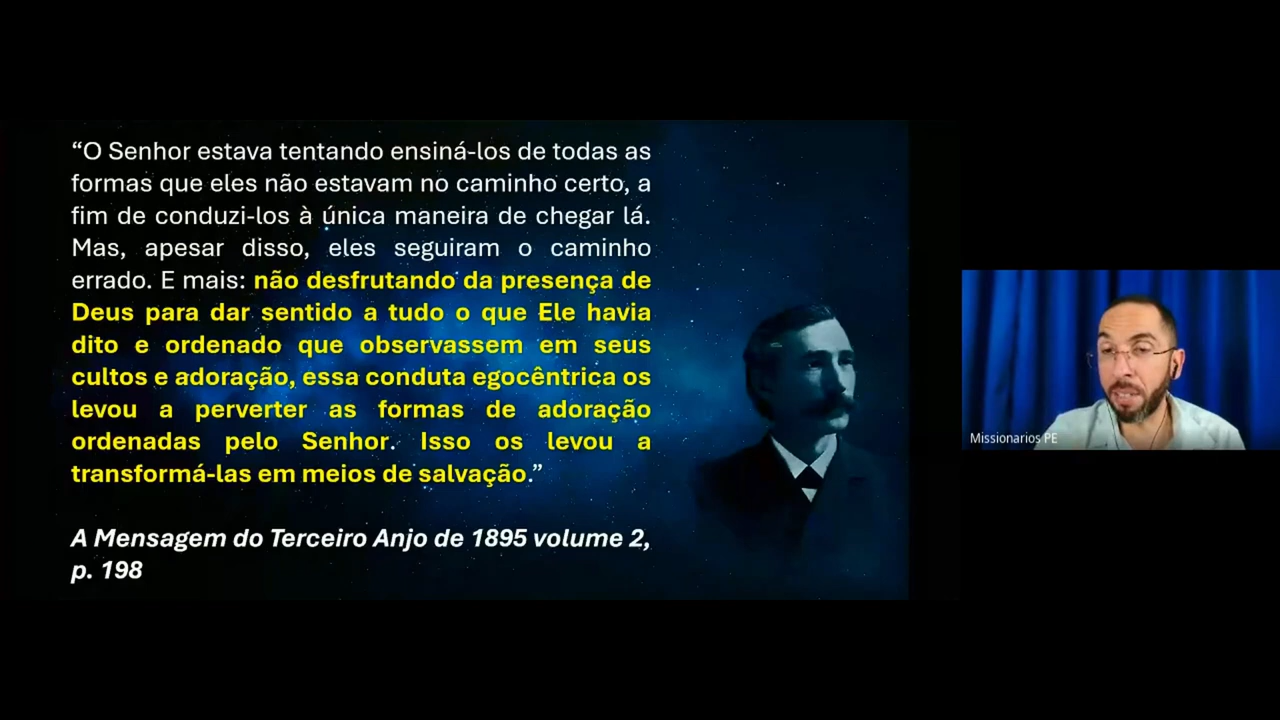 “O Senhor estava tentando ensiná-los de todas as
formas que eles não estavam no caminho certo, a
fim de conduzi-los à única maneira de chegar lá.
Mas, apesar disso, eles seguiram o caminho
errado. E mais: não desfrutando da presença de
Deus para dar sentido a tudo o que Ele havia
dito e ordenado que observassem em seus
cultos e adoração, essa conduta egocêntrica os
levou a perverter as formas de adoração
ordenadas pelo Senhor. Isso os levou a
transformá-las em meios de salvação.”
A Mensagem do Terceiro Anjo de 1895 volume 2,
p. 198
Missionarios PE